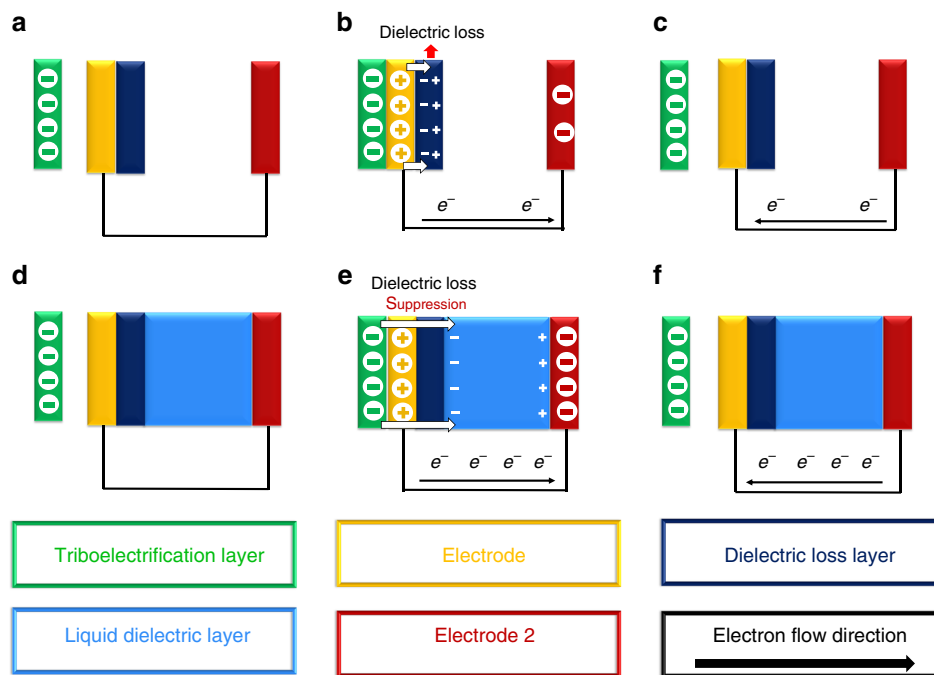 a
b
c
Dielectric loss
e⁻ e⁻
e⁻ e⁻
d
e
f
Dielectric loss
Suppression
e⁻ e⁻ e⁻ e⁻
e⁻ e⁻ e⁻ e⁻
Triboelectrification layer
Electrode
Dielectric loss layer
Liquid dielectric layer
Electrode 2
Electron flow direction